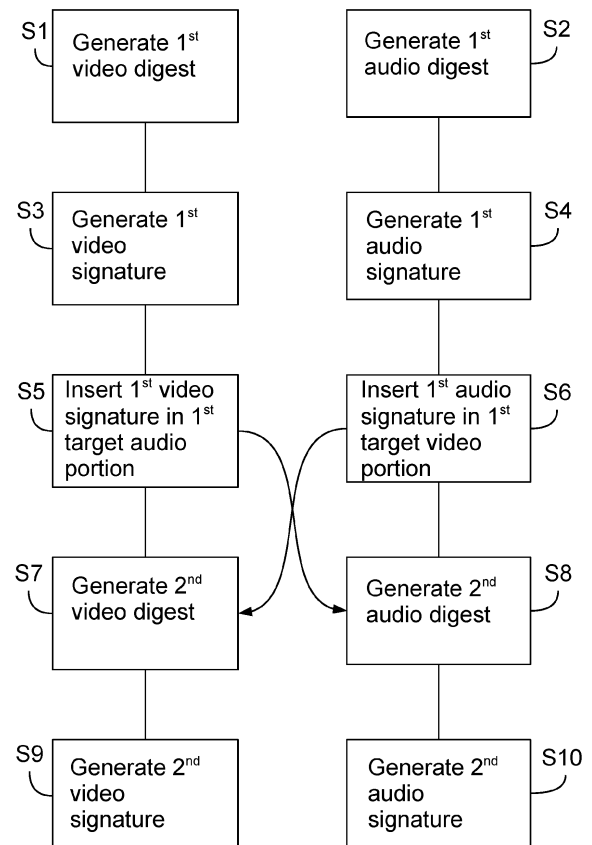 S1
Generate 1st
video digest
S2
Generate 1st
audio digest
S3
Generate 1st
video
signature
S4
Generate 1st
audio
signature
S5
Insert 1st video
signature in 1st
target audio
portion
S6
Insert 1st audio
signature in 1st
target video
portion
S7
Generate 2nd
video digest
S8
Generate 2nd
audio digest
S9
Generate 2nd
video
signature
S10
Generate 2nd
audio
signature